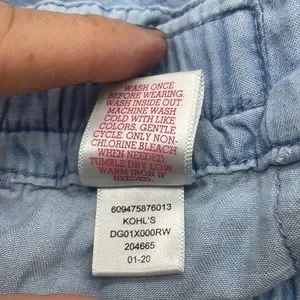 WASH ONCE
BEFORE WEARING.
WASH INSIDE OUT.
MACHINE WASH
COLD WITH LIKE
COLORS. GENTLE
CYCLE. ONLY NON-
CHLORINE BLEACH
WHEN NEEDED.
TUMBLE DRY LOW.
WARM IRON IF
NEEDED
609475876013
KOHL'S
DG01X000RW
204665
01-20